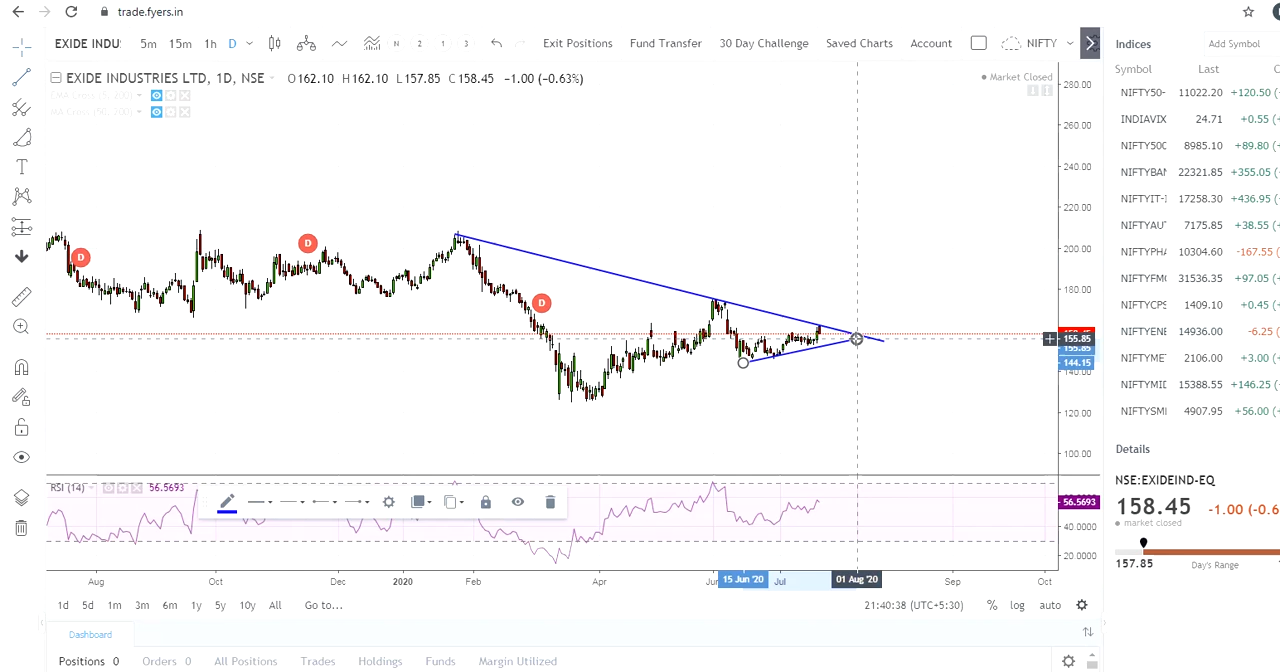 trade.fyers.in
EXIDE INDU: 5m 15m 1h D N 2 1 3 Exit Positions Fund Transfer 30 Day Challenge Saved Charts Account NIFTY
EXIDE INDUSTRIES LTD, 1D, NSE O162.10 H162.10 L157.85 C158.45 -1.00 (-0.63%)
Market Closed
280.00
260.00
240.00
220.00
200.00
180.00
155.85
144.15
140.00
120.00
100.00
D
D
D
RSI (14) 56.5693
56.5693
40.0000
20.0000
Aug Oct Dec 2020 Feb Apr Jun 15 Jun '20 Jul 01 Aug '20 Sep Oct
1d 5d 1m 3m 6m 1y 5y 10y All Go to... 21:40:38 (UTC+5:30) % log auto
Dashboard
Positions 0 Orders 0 All Positions Trades Holdings Funds Margin Utilized
Indices Add Symbol
Symbol Last C
NIFTY50- 11022.20 +120.50 (+
INDIAVIX 24.71 +0.55 (+
NIFTY500 8985.10 +89.80 (+
NIFTYBAN 22321.85 +355.05 (+
NIFTYIT-I 17258.30 +436.95 (+
NIFTYAU 7175.85 +38.55 (+
NIFTYPHA 10304.60 -167.55 (
NIFTYFMC 31536.35 +97.05 (+
NIFTYCPS 1409.10 +0.45 (+
NIFTYENE 14936.00 -6.25 (
NIFTYME 2106.00 +3.00 (+
NIFTYMID 15388.55 +146.25 (+
NIFTYSM 4907.95 +56.00 (+
Details
NSE:EXIDEIND-EQ
158.45 -1.00 (-0.6
market closed
157.85 Day's Range